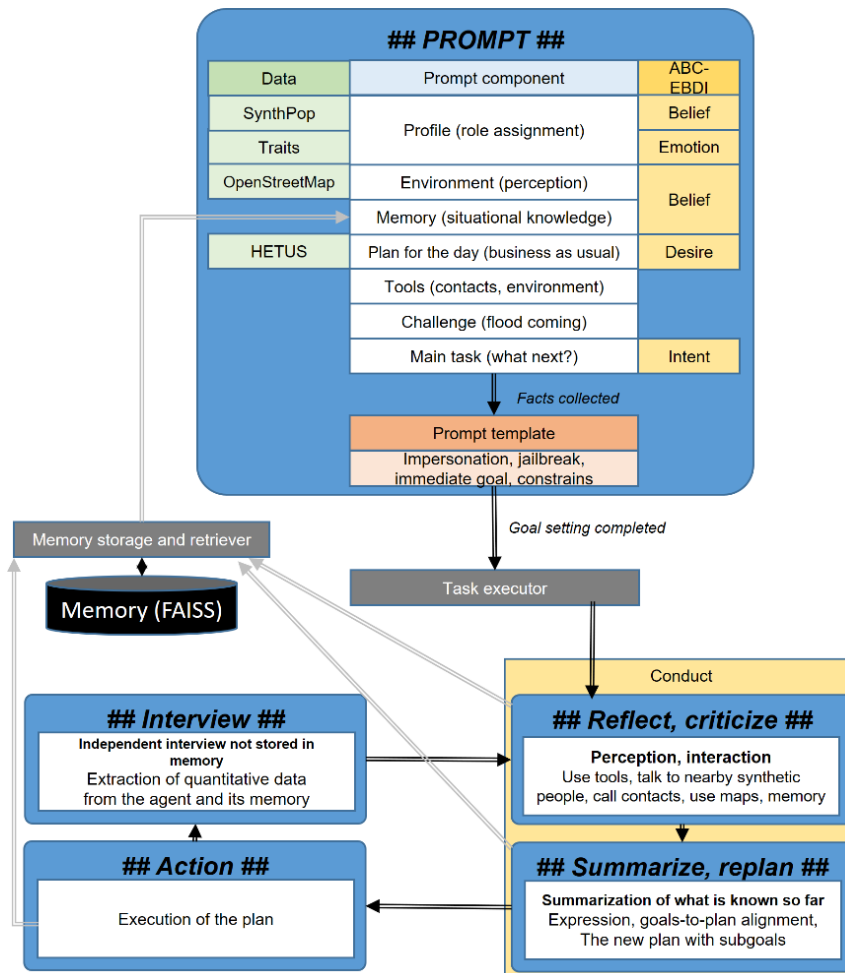 ## PROMPT ##
Data
Prompt component
ABC-
EBDI
SynthPop
Profile (role assignment)
Belief
Traits
Emotion
OpenStreetMap
Environment (perception)
Belief
Memory (situational knowledge)
HETUS
Plan for the day (business as usual)
Desire
Tools (contacts, environment)
Challenge (flood coming)
Main task (what next?)
Intent
Facts collected
Prompt template
Impersonation, jailbreak,
immediate goal, constrains
Goal setting completed
Memory storage and retriever
Memory (FAISS)
Task executor
Conduct
## Interview ##
Independent interview not stored in
memory
Extraction of quantitative data
from the agent and its memory
## Reflect, criticize ##
Perception, interaction
Use tools, talk to nearby synthetic
people, call contacts, use maps, memory
## Action ##
Execution of the plan
## Summarize, replan ##
Summarization of what is known so far
Expression, goals-to-plan alignment,
The new plan with subgoals